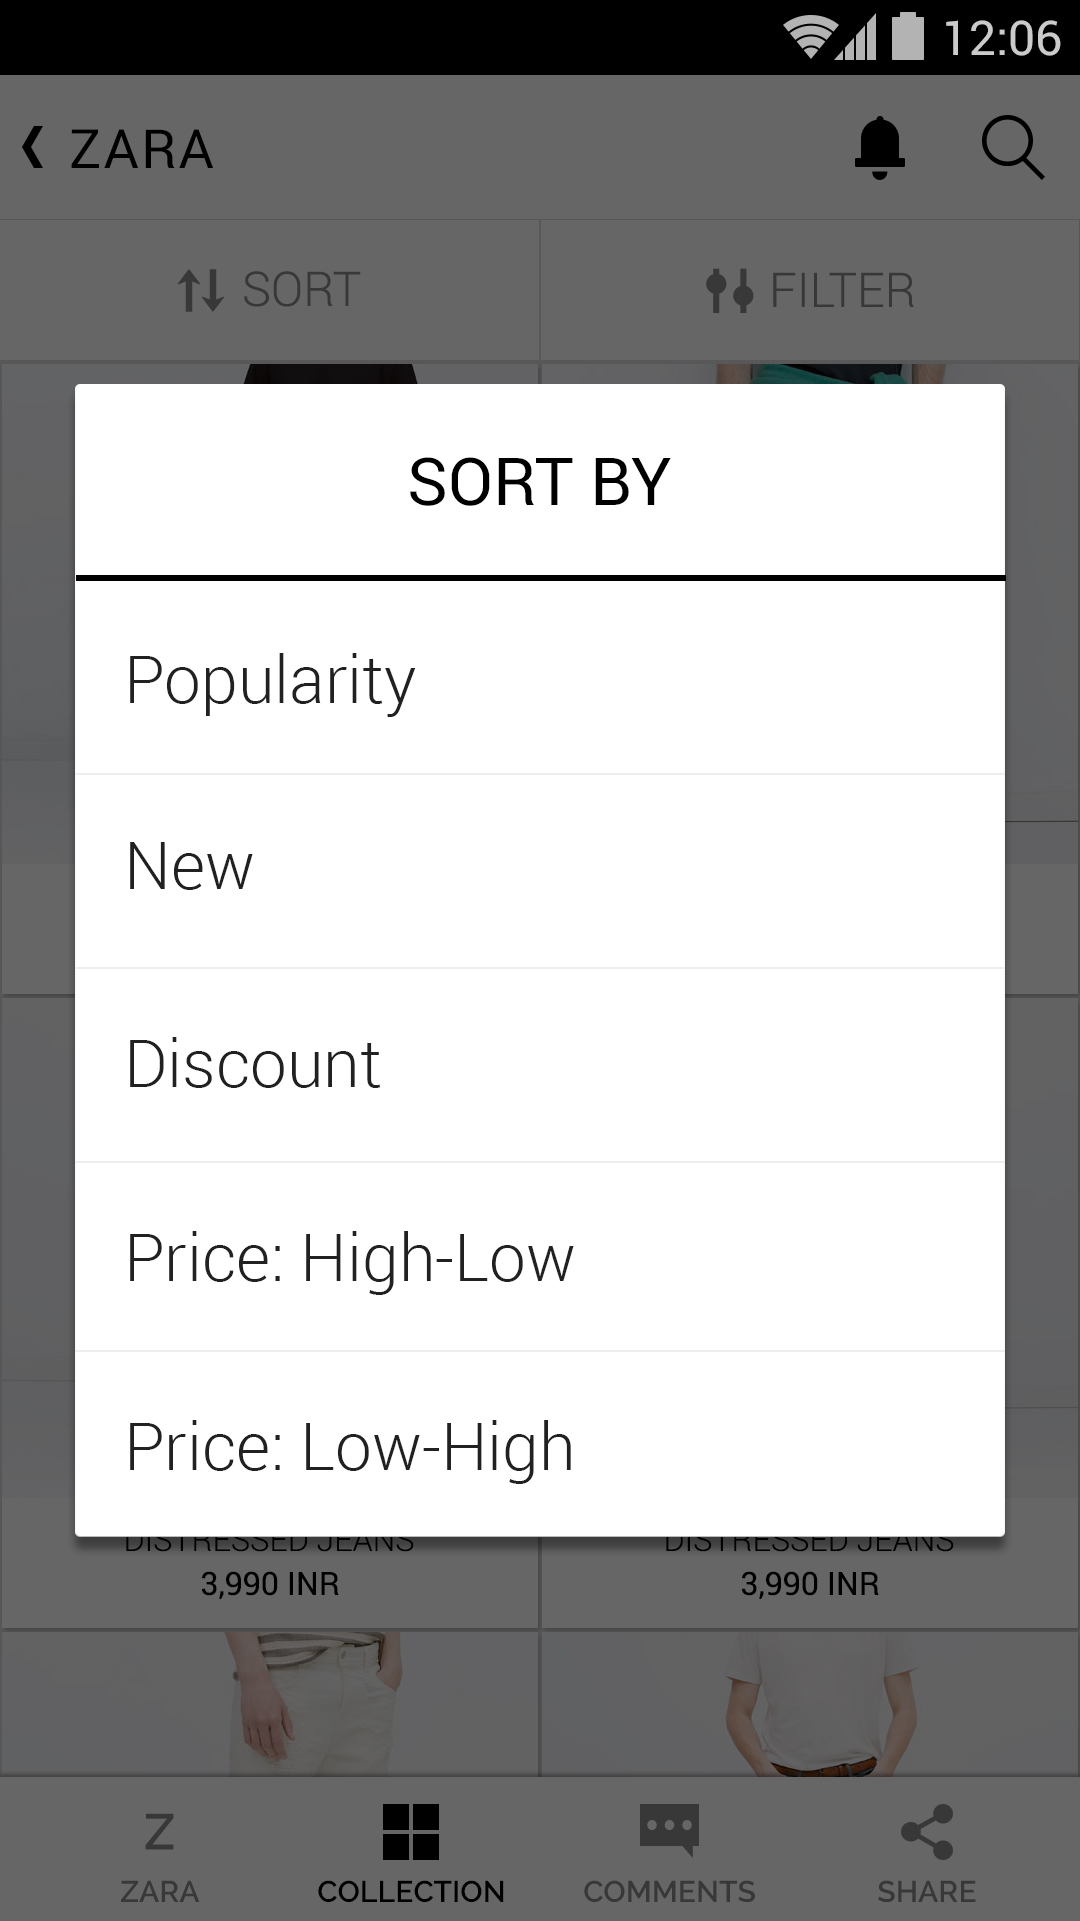 12:06
ZARA
SORT
FILTER
SORT BY
Popularity
New
Discount
Price: High-Low
Price: Low-High
DISTRESSED JEANS
DISTRESSED JEANS
3,990 INR
3,990 INR
Z
ZARA
COLLECTION
COMMENTS
SHARE